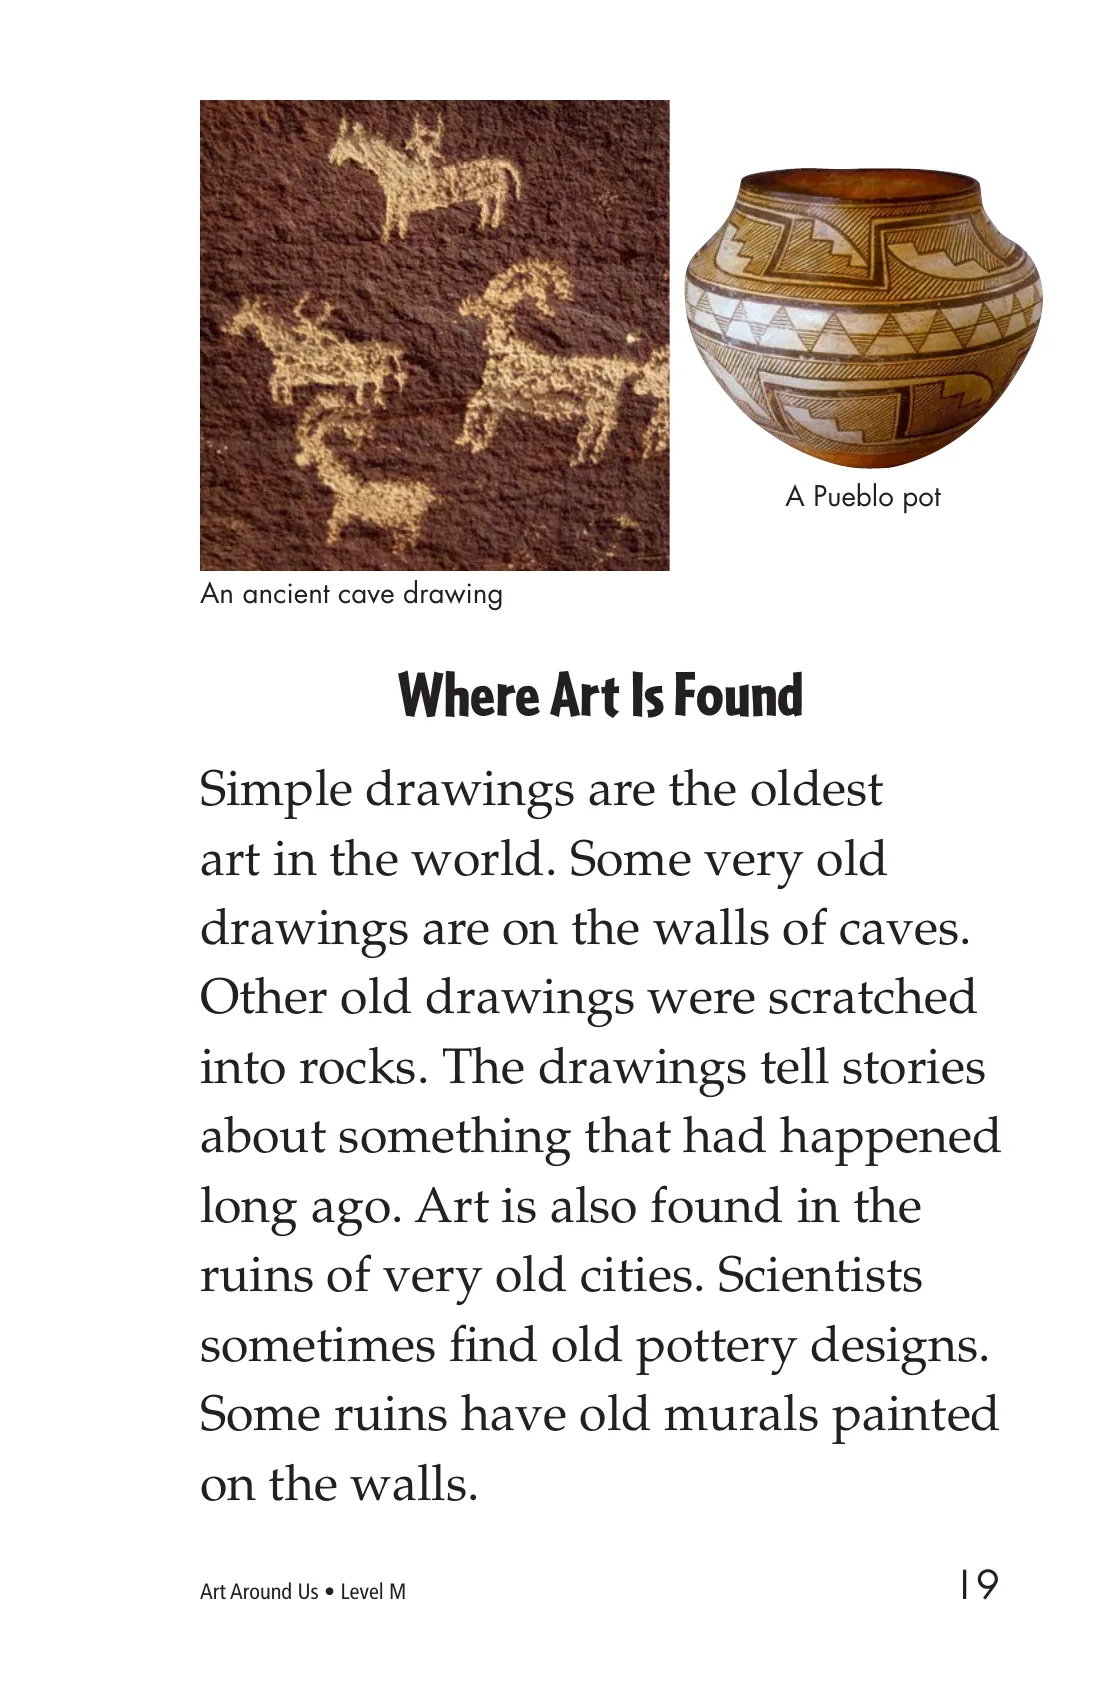 A Pueblo pot
An ancient cave drawing
Where Art Is Found
Simple drawings are the oldest
art in the world. Some very old
drawings are on the walls of caves.
Other old drawings were scratched
into rocks. The drawings tell stories
about something that had happened
long ago. Art is also found in the
ruins of very old cities. Scientists
sometimes find old pottery designs.
Some ruins have old murals painted
on the walls.
Art Around Us • Level M
19